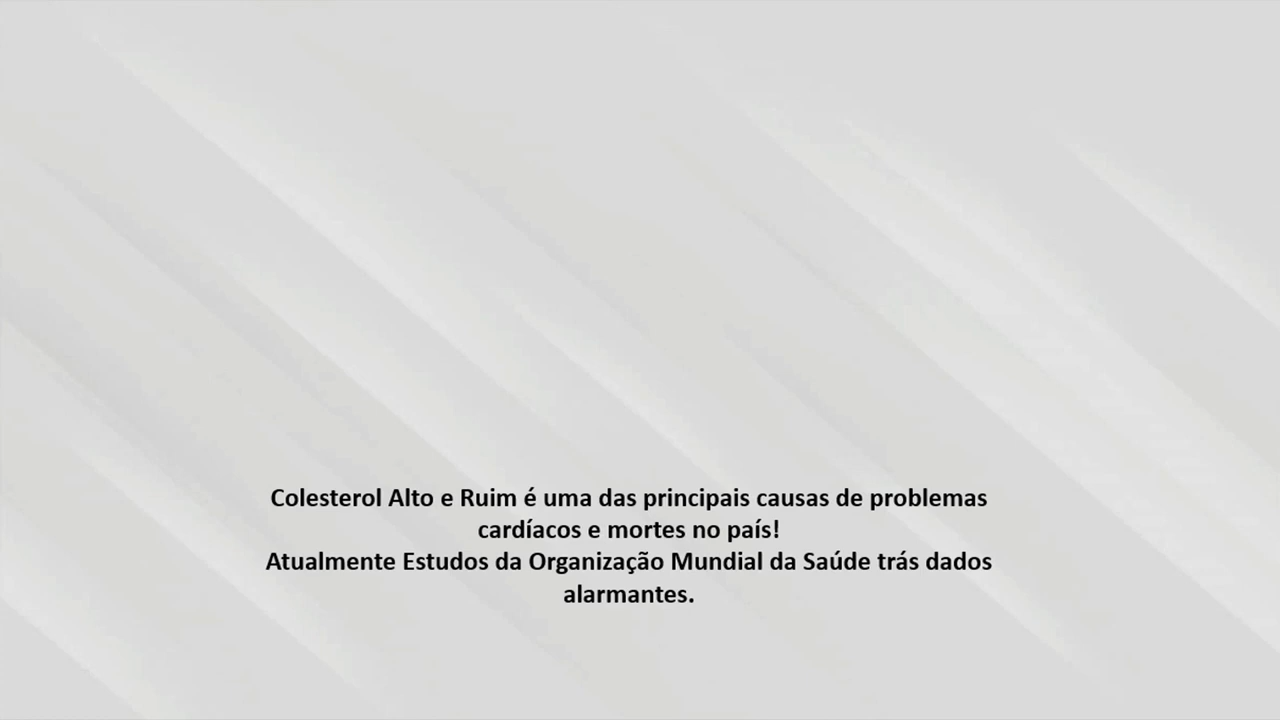 Colesterol Alto e Ruim é uma das principais causas de problemas
cardíacos e mortes no país!
Atualmente Estudos da Organização Mundial da Saúde trás dados
alarmantes.